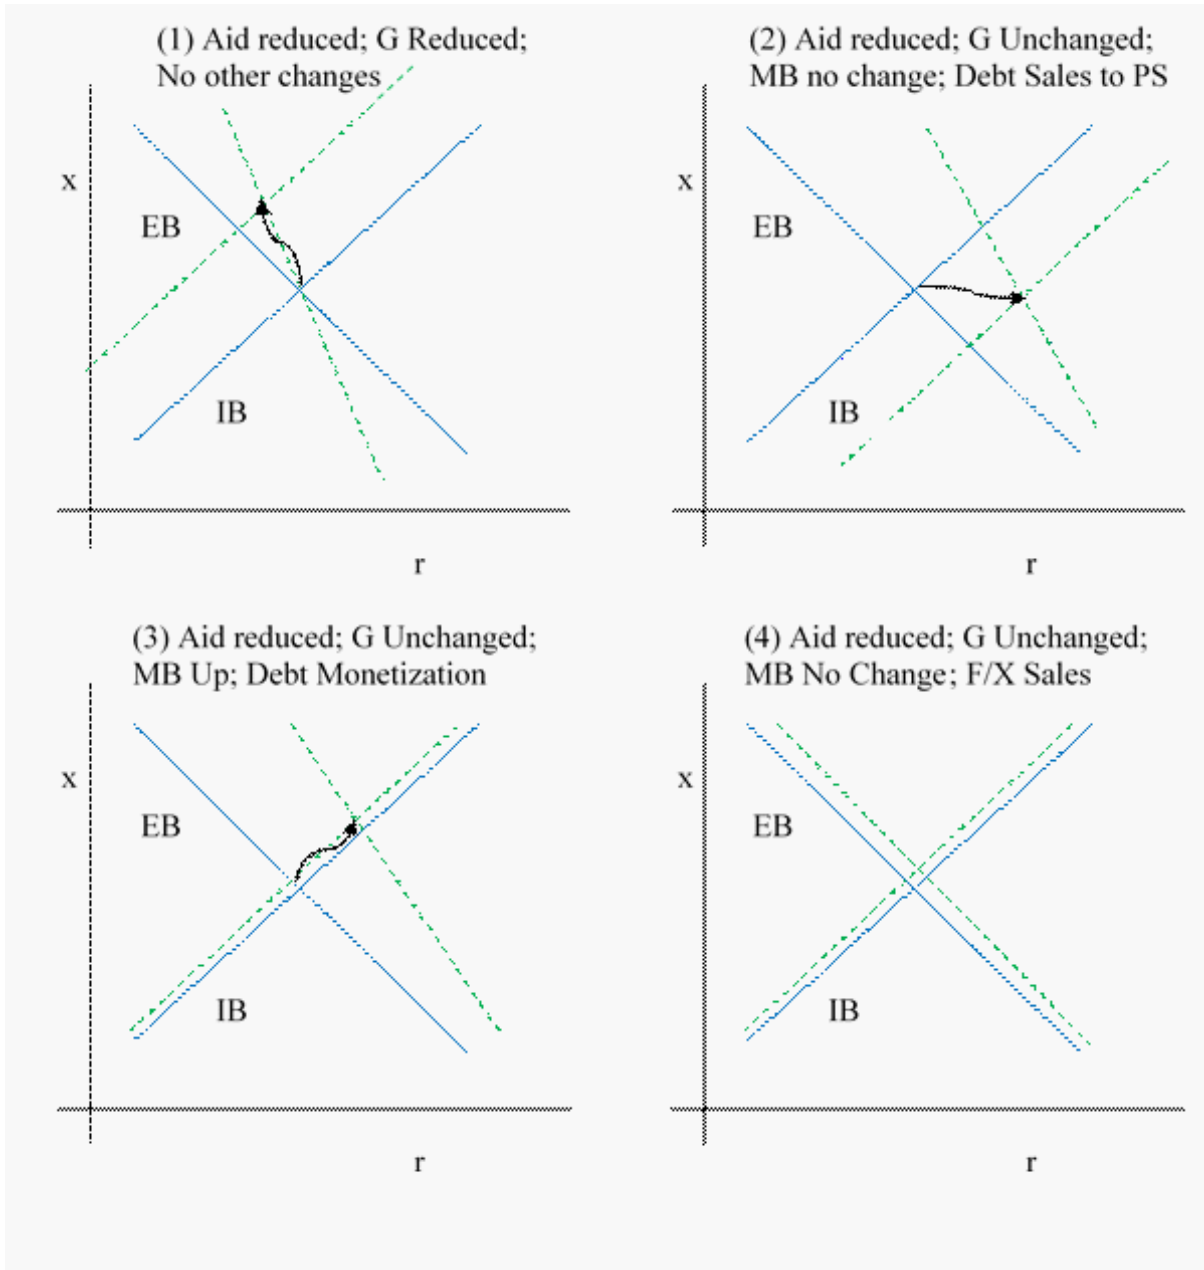 (1) Aid reduced; G Reduced;
No other changes
x
EB
IB
r
(2) Aid reduced; G Unchanged;
MB no change; Debt Sales to PS
x
EB
IB
r
(3) Aid reduced; G Unchanged;
MB Up; Debt Monetization
x
EB
IB
r
(4) Aid reduced; G Unchanged;
MB No Change; F/X Sales
x
EB
IB
r